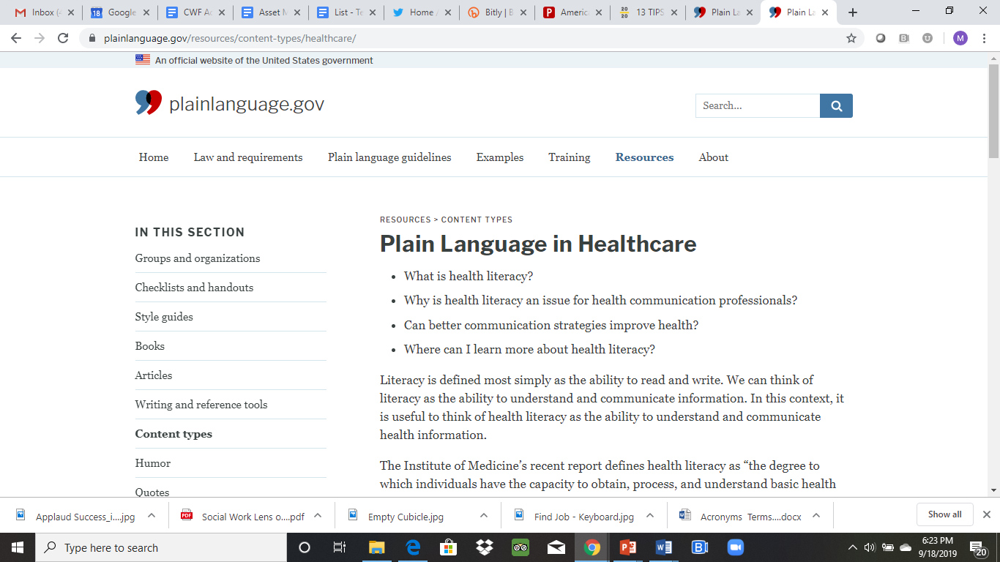 Inbox (
Google
CWF Ac
Asset M
List - Te
Home /
Bitly | B
America
13 TIPS
Plain La
Plain La
plainlanguage.gov/resources/content-types/healthcare/
An official website of the United States government
plainlanguage.gov
Search...
Home
Law and requirements
Plain language guidelines
Examples
Training
Resources
About
IN THIS SECTION
Groups and organizations
Checklists and handouts
Style guides
Books
Articles
Writing and reference tools
Content types
Humor
Quotes
RESOURCES > CONTENT TYPES
Plain Language in Healthcare
• What is health literacy?
• Why is health literacy an issue for health communication professionals?
• Can better communication strategies improve health?
• Where can I learn more about health literacy?
Literacy is defined most simply as the ability to read and write. We can think of
literacy as the ability to understand and communicate information. In this context, it
is useful to think of health literacy as the ability to understand and communicate
health information.
The Institute of Medicine’s recent report defines health literacy as “the degree to
which individuals have the capacity to obtain, process, and understand basic health
Applaud Success_i....jpg
Social Work Lens o....pdf
Empty Cubicle.jpg
Find Job - Keyboard.jpg
Acronyms Terms....docx
Show all
Type here to search
6:23 PM
9/18/2019
20